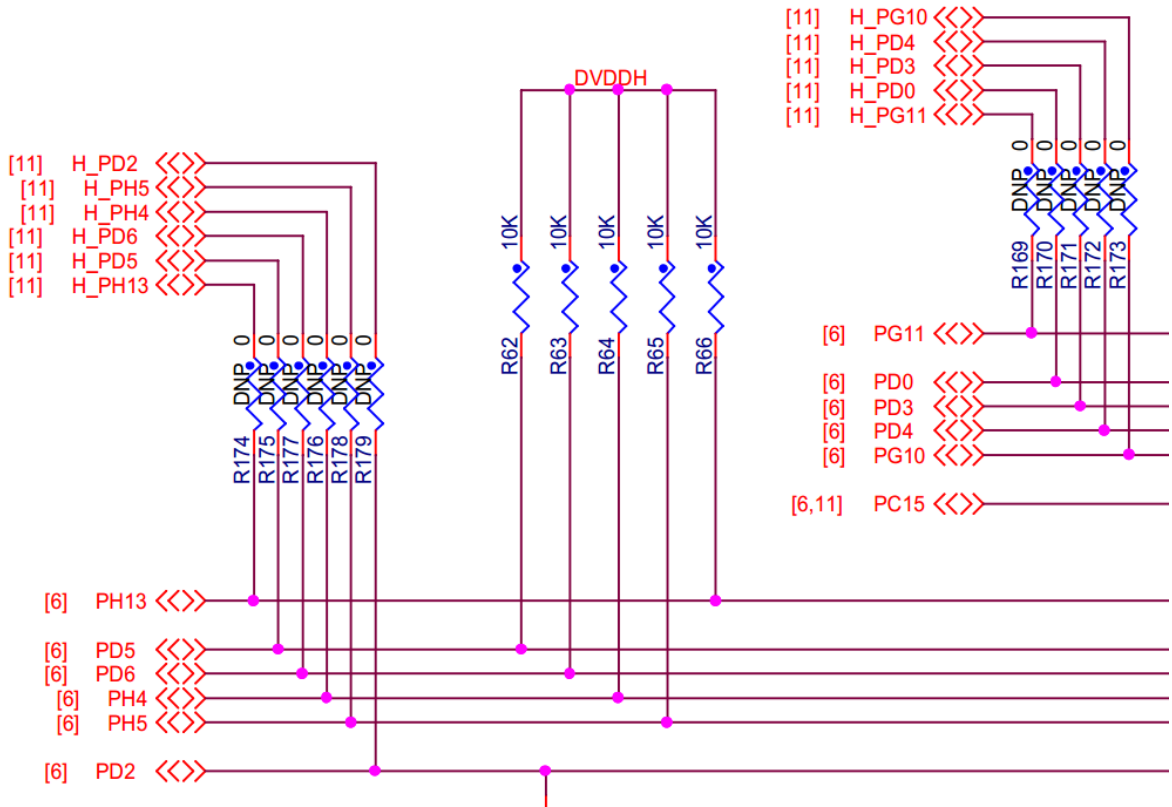 [11] H_PG10
[11] H_PD4
[11] H_PD3
[11] H_PD0
[11] H_PG11
DVDDH
[11] H_PD2
[11] H_PH5
[11] H_PH4
[11] H_PD6
[11] H_PD5
[11] H_PH13
0 0 0 0 0
DNP DNP DNP DNP DNP
R169 R170 R171 R172 R173
10K 10K 10K 10K 10K
R62 R63 R64 R65 R66
0 0 0 0 0 0
DNP DNP DNP DNP DNP DNP
R174 R175 R177 R176 R178 R179
[6] PG11
[6] PD0
[6] PD3
[6] PD4
[6] PG10
[6,11] PC15
[6] PH13
[6] PD5
[6] PD6
[6] PH4
[6] PH5
[6] PD2